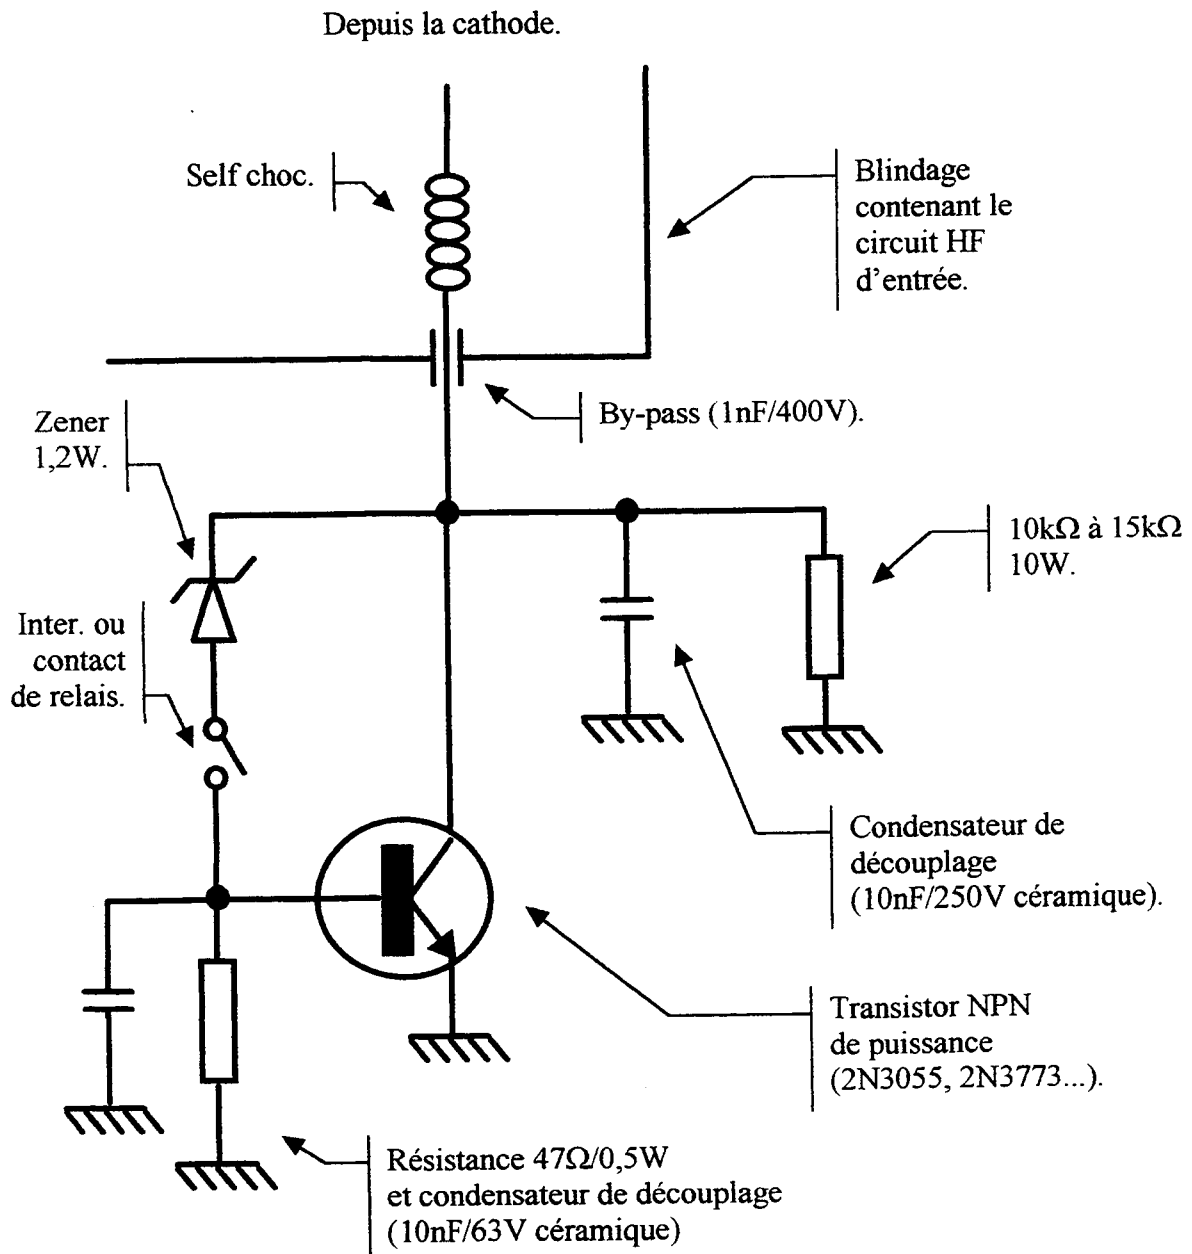 Depuis la cathode.
Self choc.
Blindage
contenant le
circuit HF
d'entrée.
By-pass (1nF/400V).
Zener
1,2W.
10kΩ à 15kΩ
10W.
Inter. ou
contact
de relais.
Condensateur de
découplage
(10nF/250V céramique).
Transistor NPN
de puissance
(2N3055, 2N3773...).
Résistance 47Ω/0,5W
et condensateur de découplage
(10nF/63V céramique)